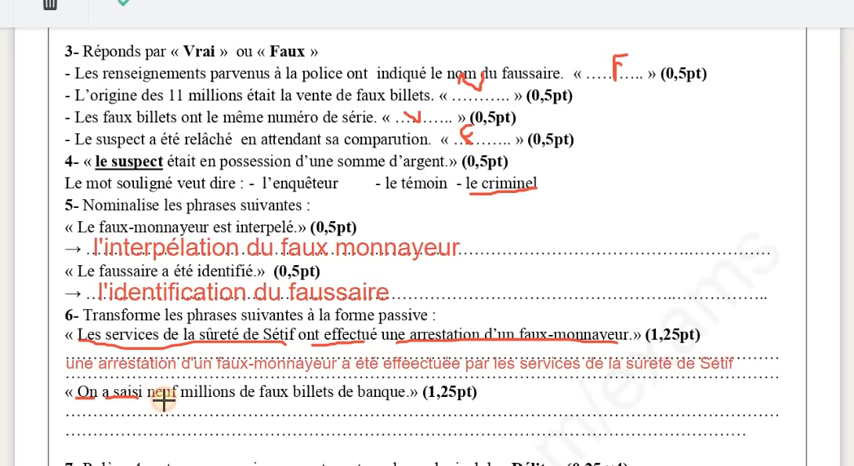 3- Réponds par « Vrai » ou « Faux »
- Les renseignements parvenus à la police ont indiqué le nom du faussaire. « .....F..... » (0,5pt)
- L'origine des 11 millions était la vente de faux billets. « ........... » (0,5pt)
- Les faux billets ont le même numéro de série. « ...V...... » (0,5pt)
- Le suspect a été relâché en attendant sa comparution. « ..F........ » (0,5pt)
4- « le suspect était en possession d'une somme d'argent.» (0,5pt)
Le mot souligné veut dire : - l'enquêteur - le témoin - le criminel
5- Nominalise les phrases suivantes :
« Le faux-monnayeur est interpelé.» (0,5pt)
→ ..l'interpélation du faux monnayeur
« Le faussaire a été identifié.» (0,5pt)
→ ..l'identification du faussaire
6- Transforme les phrases suivantes à la forme passive :
« Les services de la sûreté de Sétif ont effectué une arrestation d'un faux-monnayeur.» (1,25pt)
une arrestation d'un faux-monnayeur a été efféectuée par les services de la sûreté de Sétif
« On a saisi neuf millions de faux billets de banque.» (1,25pt)